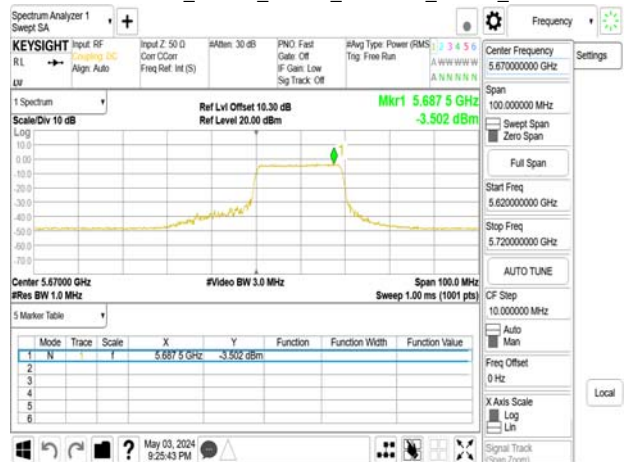 Spectrum Analyzer 1
Swept SA
Frequency
KEYSIGHT
Input: RF
Coupling: DC
Align: Auto
Input Z: 50 Ω
Corr CCorr
Freq Ref: Int (S)
#Atten: 30 dB
PNO: Fast
Gate: Off
IF Gain: Low
Sig Track: Off
#Avg Type: Power (RMS
Trig: Free Run
1 2 3 4 5 6
A W W W W W
A N N N N N
RL
LXI
Settings
Center Frequency
5.670000000 GHz
Span
100.000000 MHz
Swept Span
Zero Span
Full Span
Start Freq
5.620000000 GHz
Stop Freq
5.720000000 GHz
AUTO TUNE
CF Step
10.000000 MHz
Auto
Man
Freq Offset
0 Hz
X Axis Scale
Log
Lin
Signal Track
(Span Zoom)
Local
1 Spectrum
Scale/Div 10 dB
Log
Ref Lvl Offset 10.30 dB
Ref Level 20.00 dBm
Mkr1 5.687 5 GHz
-3.502 dBm
1
10.0
0.00
-10.0
-20.0
-30.0
-40.0
-50.0
-60.0
-70.0
Center 5.67000 GHz
#Res BW 1.0 MHz
#Video BW 3.0 MHz
Span 100.0 MHz
Sweep 1.00 ms (1001 pts)
5 Marker Table
Mode Trace Scale X Y Function Function Width Function Value
1 N 1 f 5.687 5 GHz -3.502 dBm
2
3
4
5
6
May 03, 2024
9:25:43 PM